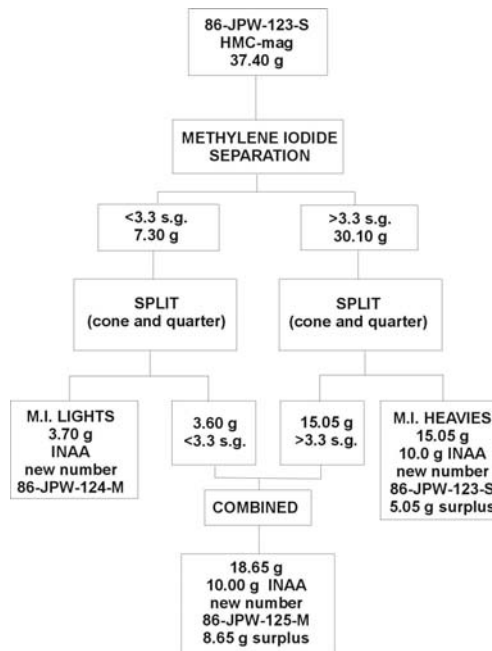 86-JPW-123-S
HMC-mag
37.40 g
METHYLENE IODIDE
SEPARATION
<3.3 s.g.
7.30 g
>3.3 s.g.
30.10 g
SPLIT
(cone and quarter)
SPLIT
(cone and quarter)
M.I. LIGHTS
3.70 g
INAA
new number
86-JPW-124-M
3.60 g
<3.3 s.g.
15.05 g
>3.3 s.g.
M.I. HEAVIES
15.05 g
10.0 g INAA
new number
86-JPW-123-S
5.05 g surplus
COMBINED
18.65 g
10.00 g INAA
new number
86-JPW-125-M
8.65 g surplus